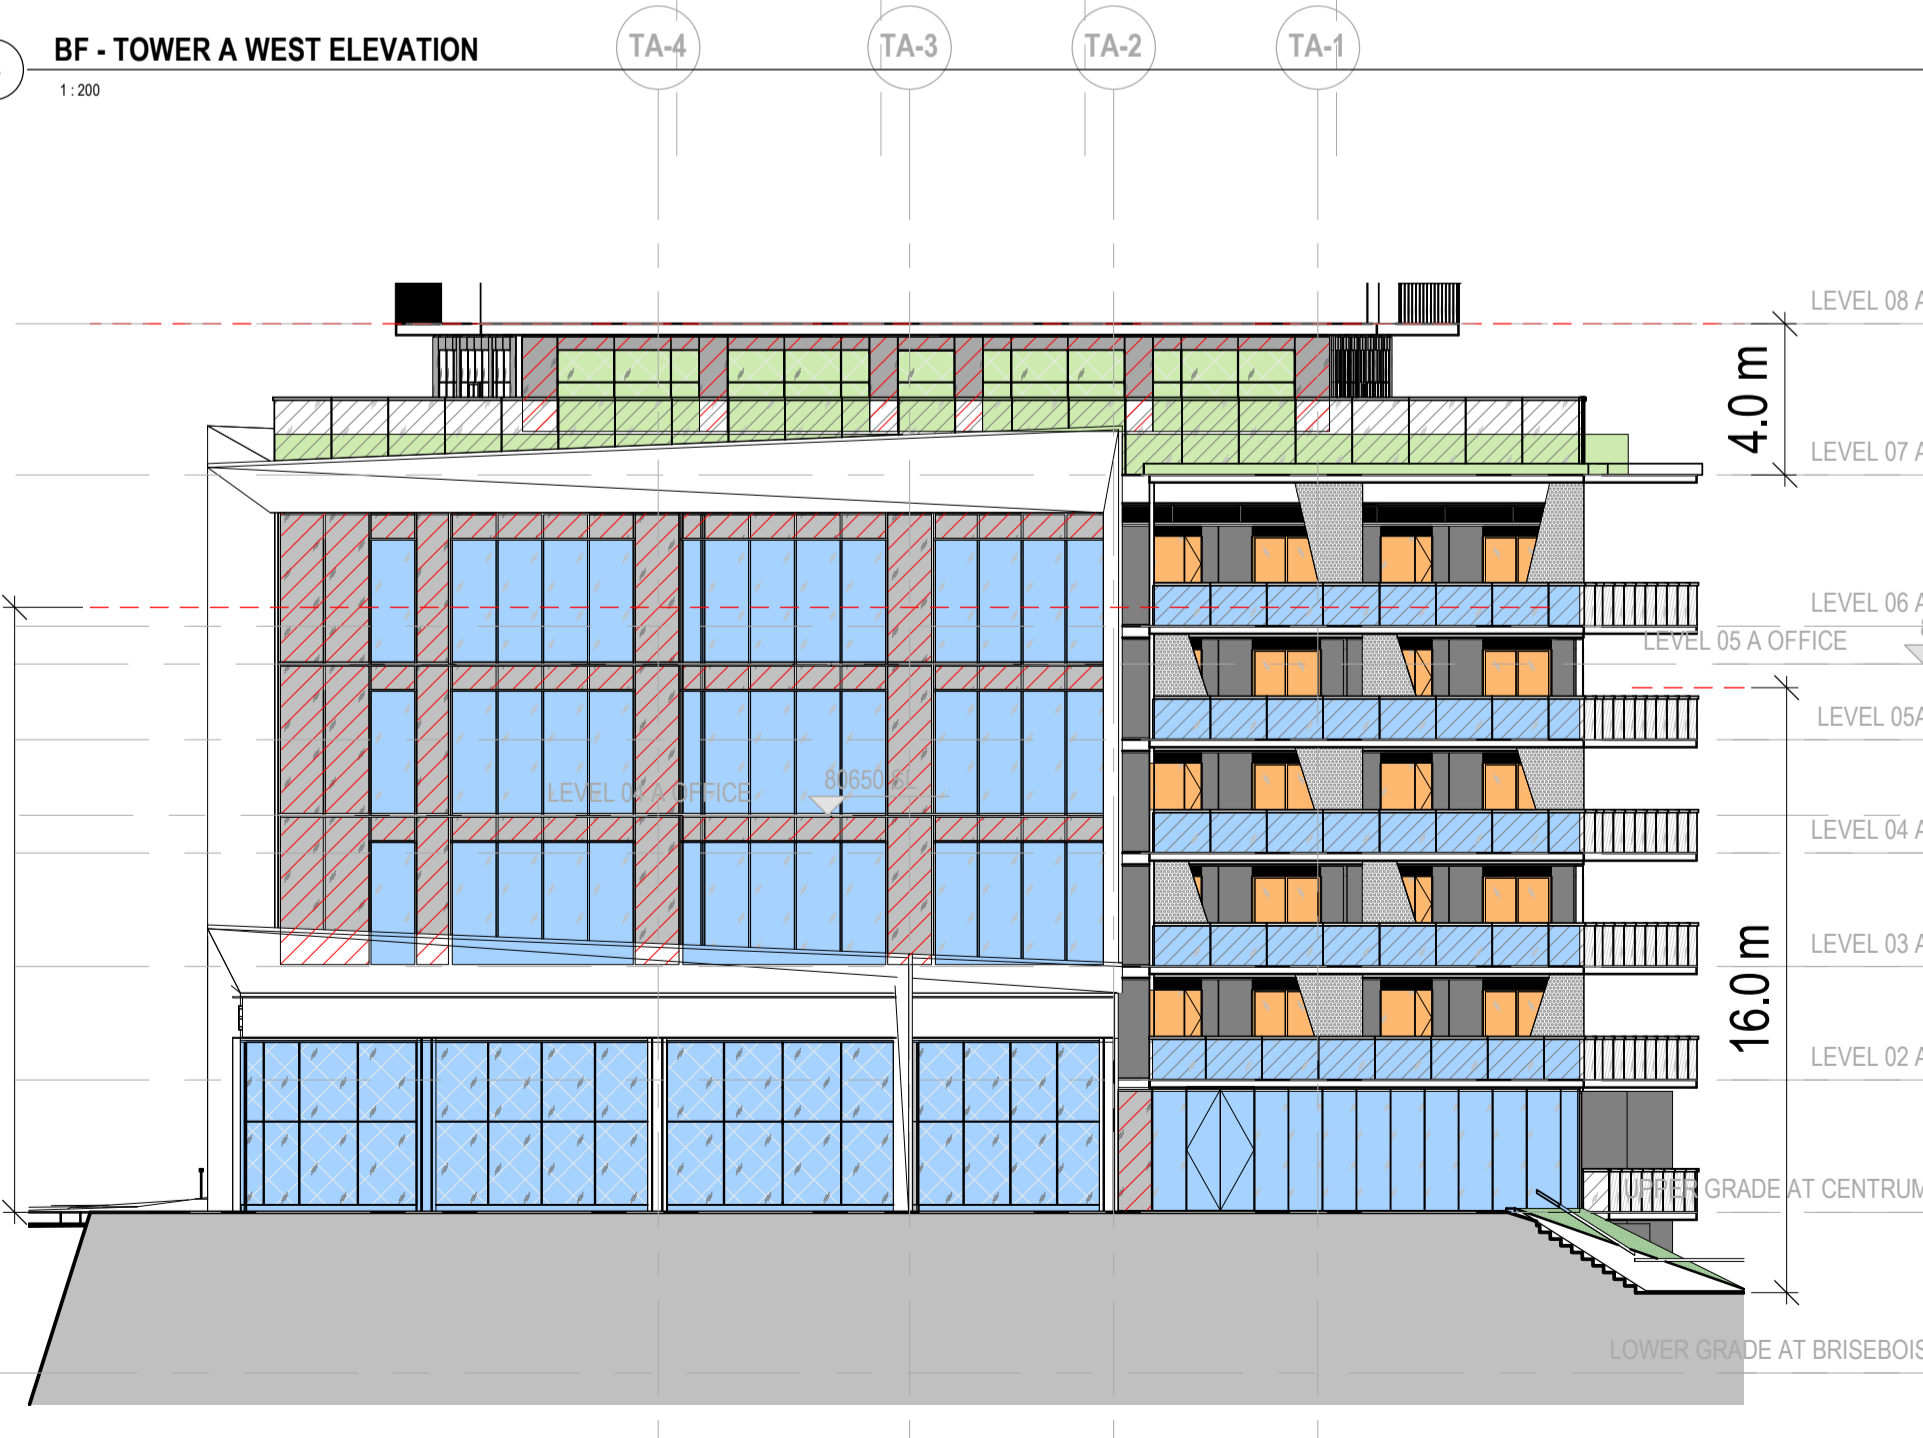 BF - TOWER A WEST ELEVATION
1 : 200
TA-4
TA-3
TA-2
TA-1
LEVEL 08 A
4.0 m
LEVEL 07 A
LEVEL 06 A
LEVEL 05 A OFFICE
LEVEL 05A
LEVEL 04 A OFFICE
80650 SL
LEVEL 04 A
LEVEL 03 A
16.0 m
LEVEL 02 A
UPPER GRADE AT CENTRUM
LOWER GRADE AT BRISEBOIS